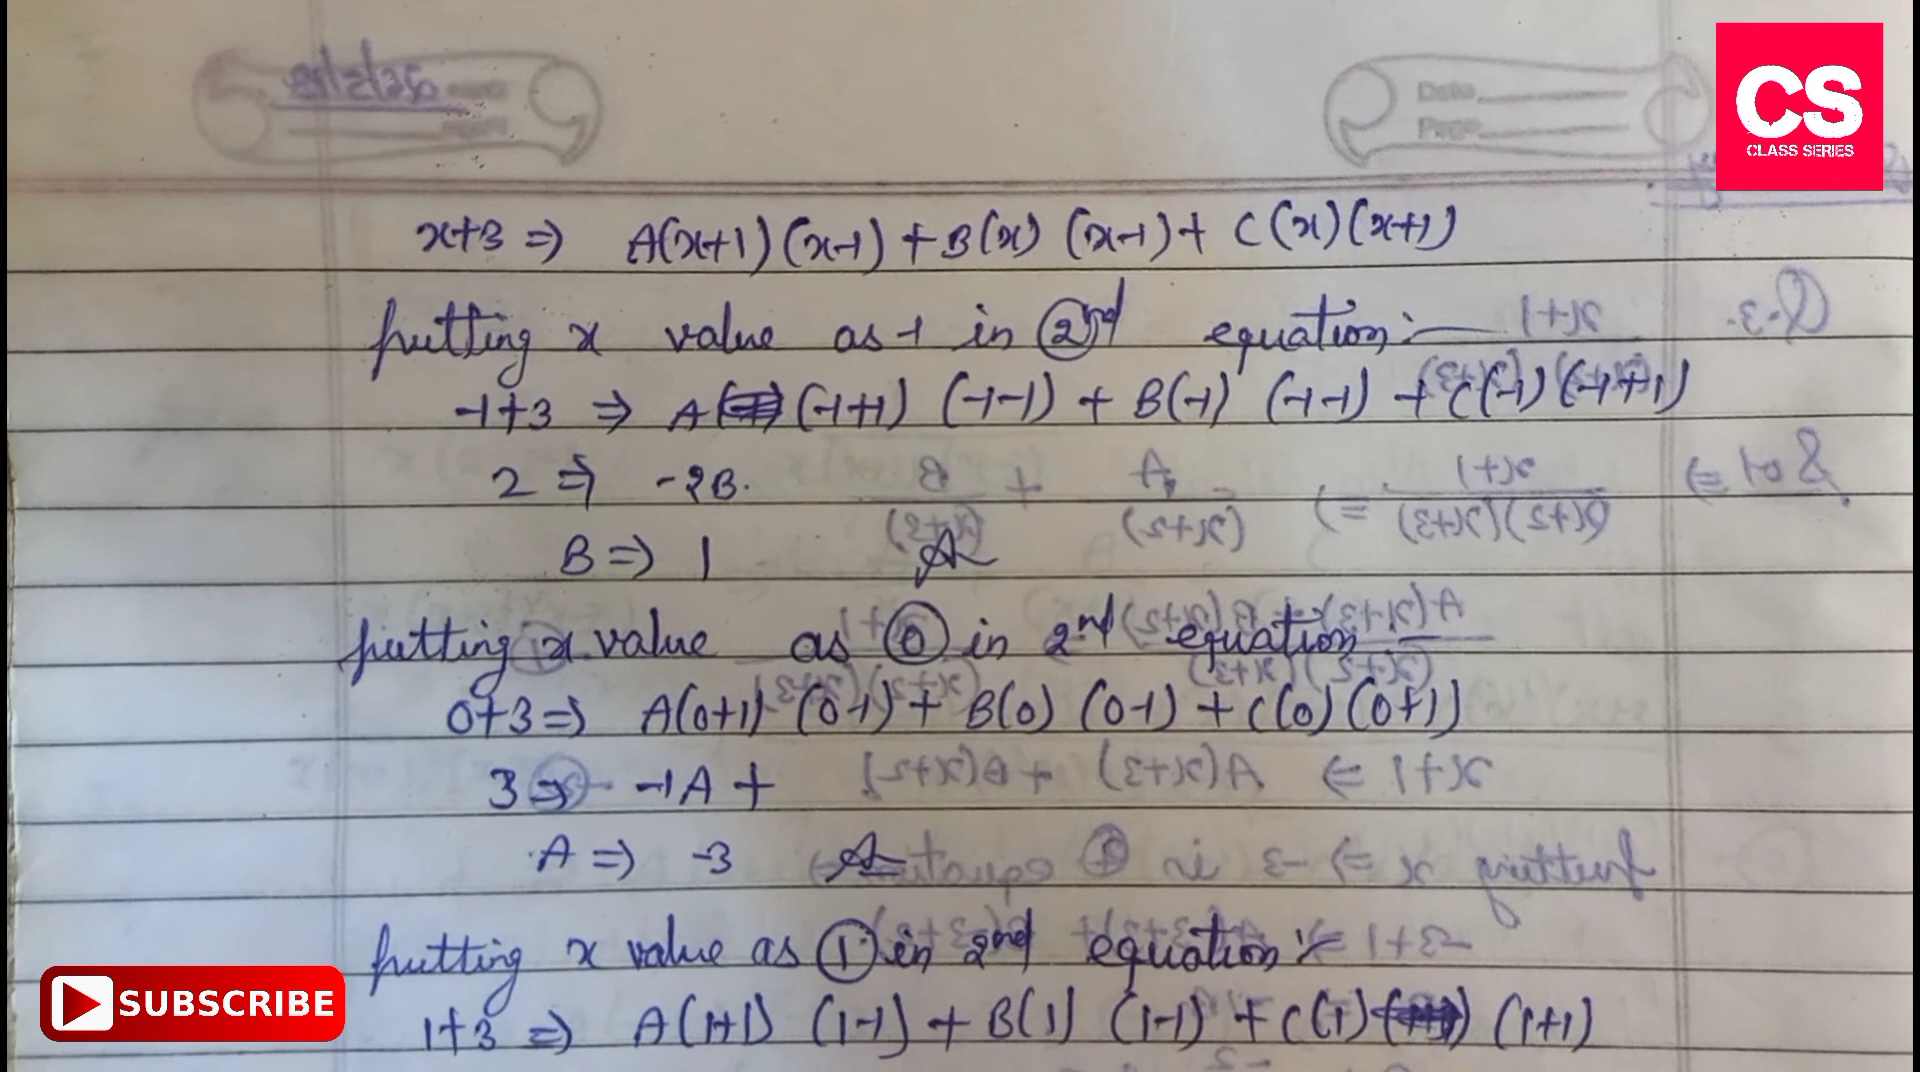 CS
CLASS SERIES
Date
Page
x+3 => A(x+1) (x-1) + B(x) (x-1) + C(x)(x+1)
putting x value as -1 in 2nd equation:-
-1+3 => A (-1+1) (-1-1) + B(-1) (-1-1) + C(-1) (-1+1)
2 => -2B.
B => 1
putting x value as 0 in 2nd equation -
0+3 => A(0+1) (0-1) + B(0) (0-1) + C(0) (0+1)
3 => -1A +
A => -3
putting x value as 1 in 2nd equation :-
1+3 => A(1+1) (1-1) + B(1) (1-1) + C(1) (1+1)
SUBSCRIBE